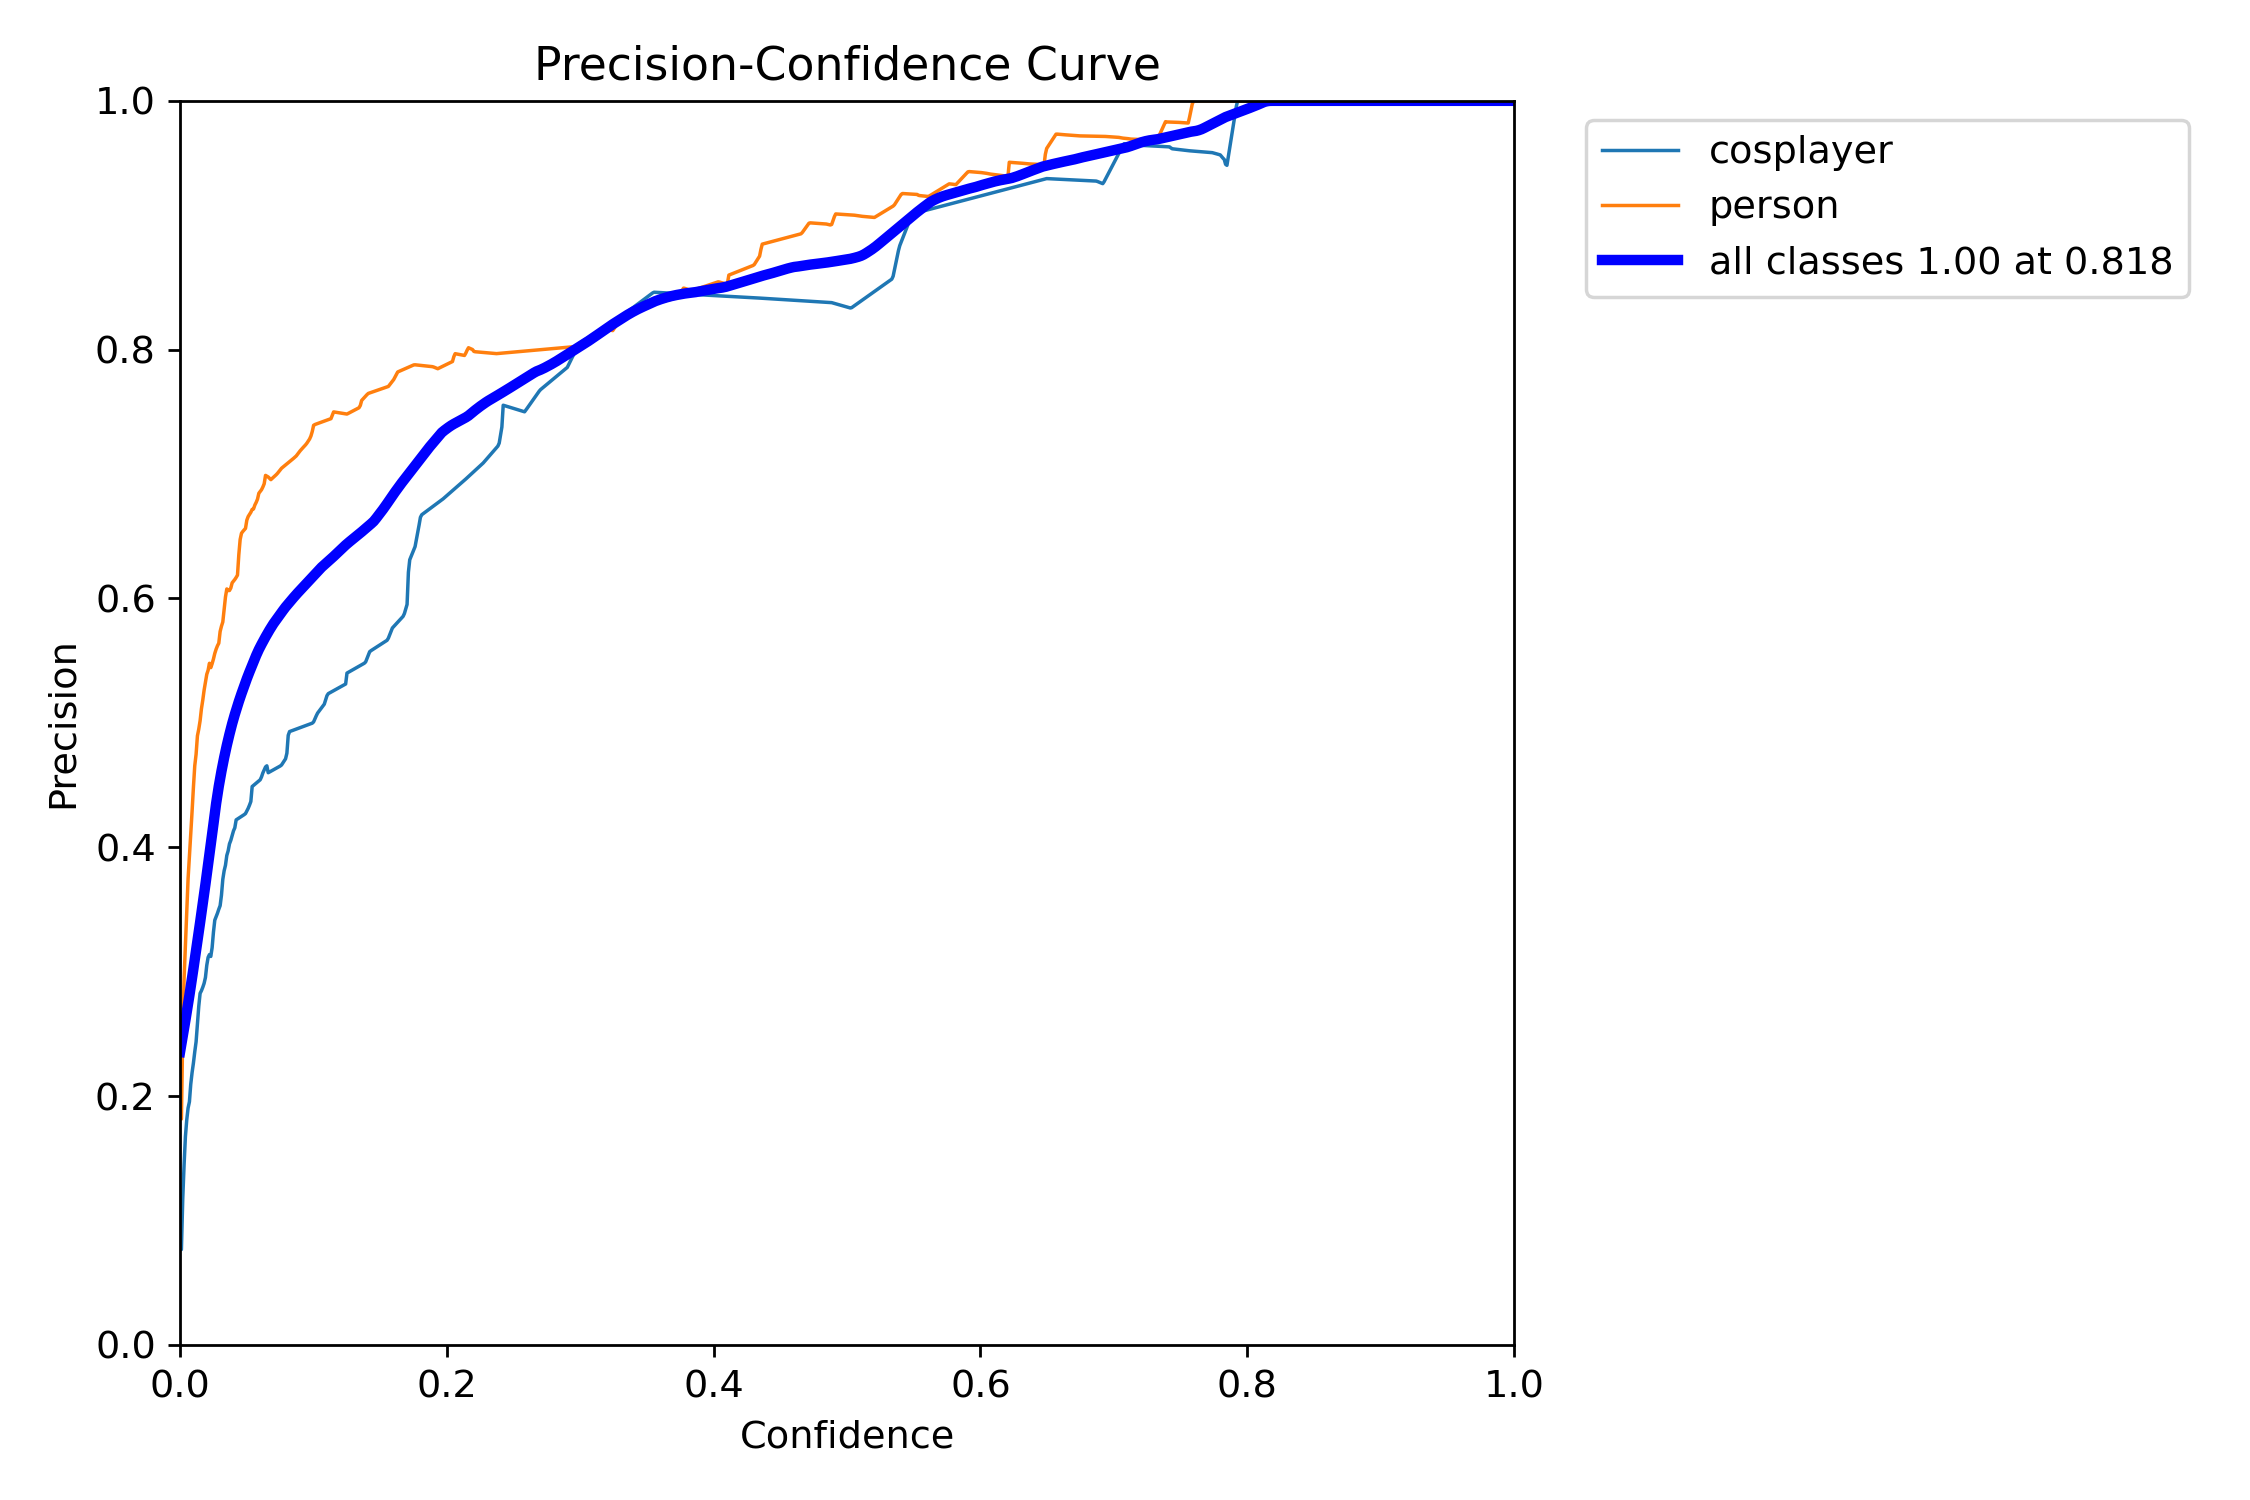 Precision-Confidence Curve
1.0
0.8
0.6
0.4
0.2
0.0
Precision
0.0 0.2 0.4 0.6 0.8 1.0
Confidence
cosplayer
person
all classes 1.00 at 0.818